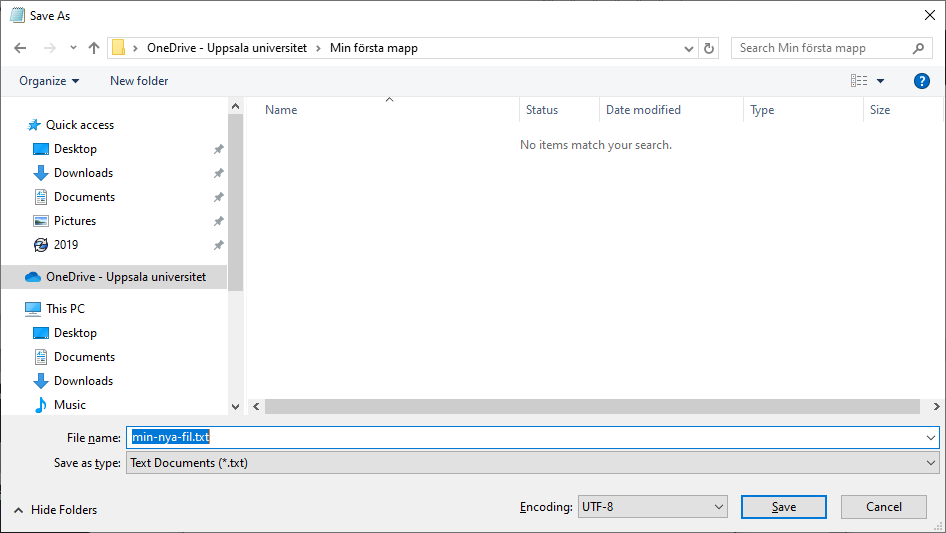 Save As
OneDrive - Uppsala universitet > Min första mapp
Search Min första mapp
Organize
New folder
?
Name
Status
Date modified
Type
Size
No items match your search.
Quick access
Desktop
Downloads
Documents
Pictures
2019
OneDrive - Uppsala universitet
This PC
Desktop
Documents
Downloads
Music
File name: min-nya-fil.txt
Save as type: Text Documents (*.txt)
Hide Folders
Encoding: UTF-8
Save
Cancel